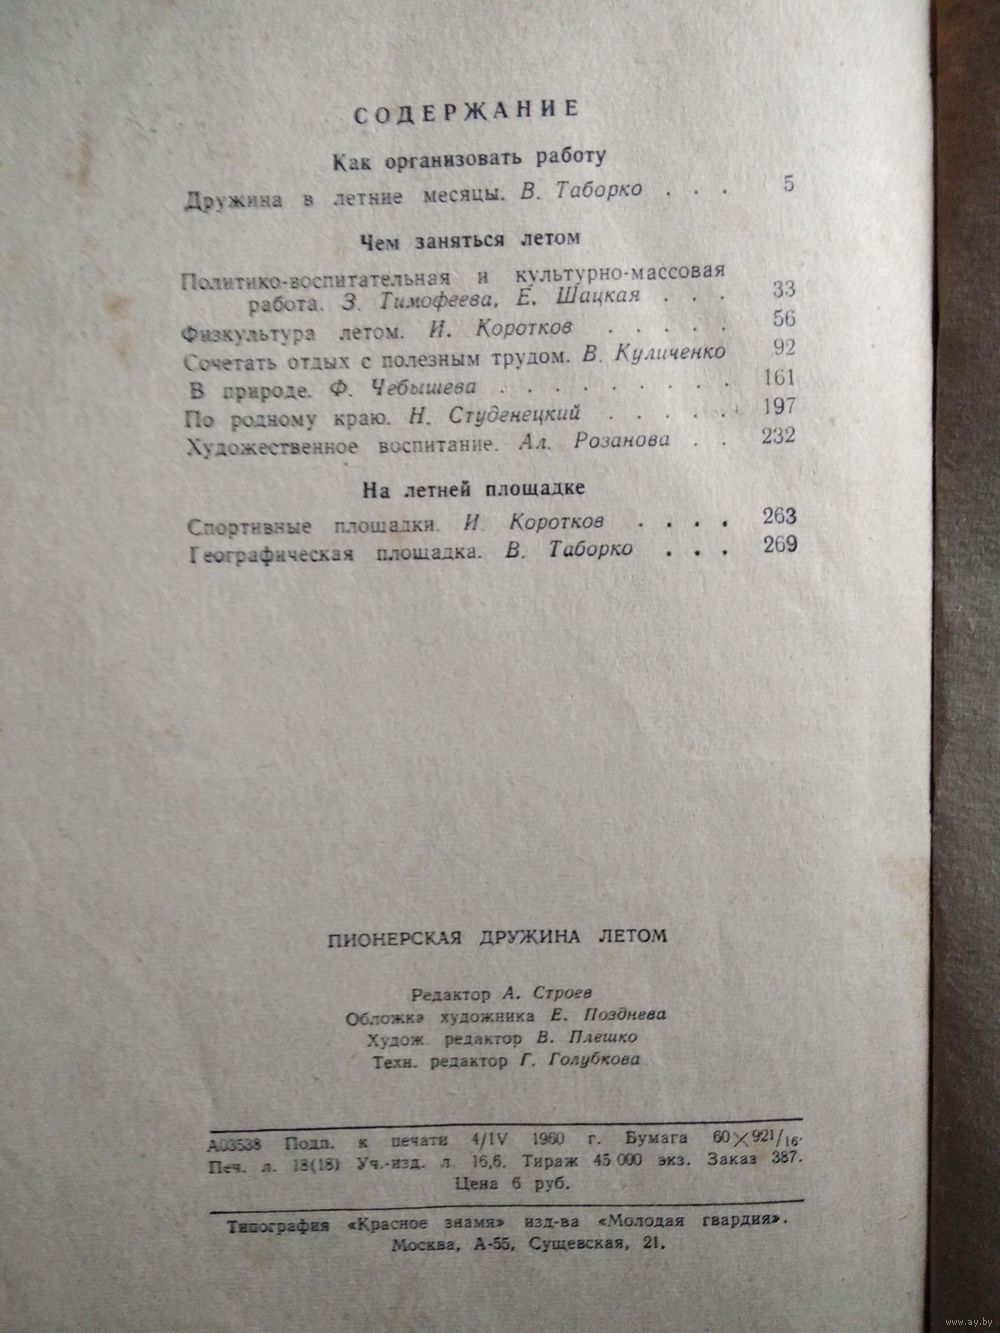 СОДЕРЖАНИЕ
Как организовать работу
Дружина в летние месяцы. В. Таборко . . . 5
Чем заняться летом
Политико-воспитательная и культурно-массовая
работа. З. Тимофеева, Е. Шацкая . . . 33
Физкультура летом. И. Коротков . . . . . 56
Сочетать отдых с полезным трудом. В. Куличенко 92
В природе. Ф. Чебышева . . . . . . . . . 161
По родному краю. Н. Студенецкий . . . . . 197
Художественное воспитание. Ал. Розанова . . 232
На летней площадке
Спортивные площадки. И. Коротков . . . . 263
Географическая площадка. В. Таборко . . . 269
ПИОНЕРСКАЯ ДРУЖИНА ЛЕТОМ
Редактор А. Строев
Обложка художника Е. Позднева
Худож. редактор В. Плешко
Техн. редактор Г. Голубкова
А03538 Подп. к печати 4/IV 1960 г. Бумага 60×921/16.
Печ. л. 18(18) Уч.-изд. л. 16,6. Тираж 45 000 экз. Заказ 387.
Цена 6 руб.
Типография «Красное знамя» изд-ва «Молодая гвардия».
Москва, А-55, Сущевская, 21.
www.ay.by